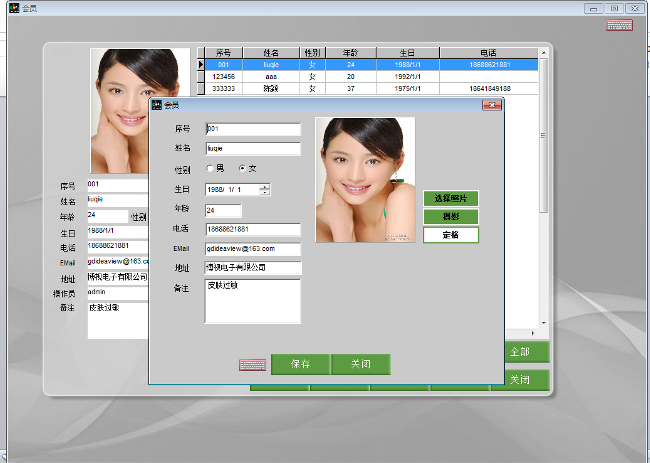 会员
序号 姓名 性别 年龄 生日 电话
001 liuqie 女 24 1988/1/1 18688621881
123456 aaa 女 20 1992/1/1
333333 陈颖 女 37 1975/1/1 18641849188
序号 001
姓名 liuqie
年龄 24 性别
生日 1988/1/1
电话 18688621881
EMail gdideaview@163.co
地址 博视电子有限公司
操作员 admin
备注 皮肤过敏
全部
关闭
会员
序号 001
姓名 liuqie
性别 男 女
生日 1988/ 1/ 1
年龄 24
电话 18688621881
EMail gdideaview@163.com
地址 博视电子有限公司
备注 皮肤过敏
选择照片
摄影
定格
保存 关闭